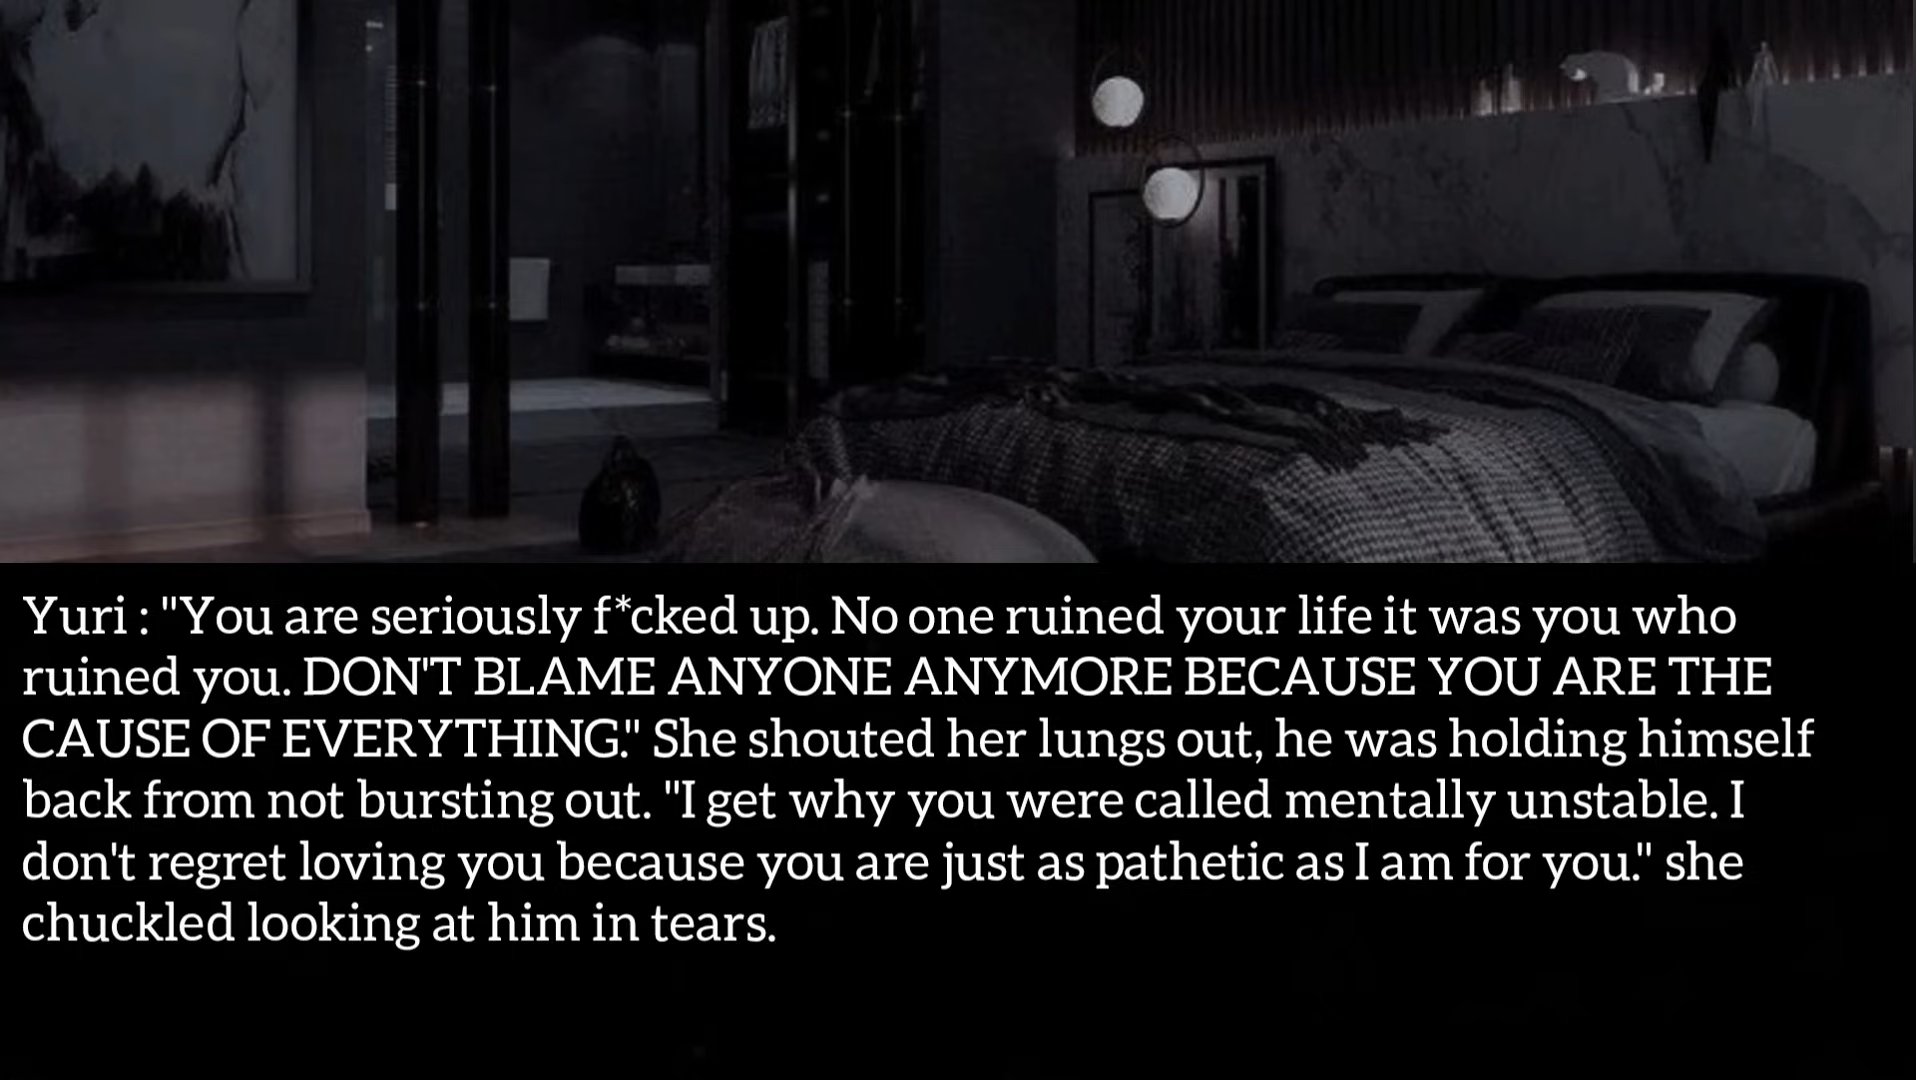 Yuri : "You are seriously f*cked up. No one ruined your life it was you who
ruined you. DON'T BLAME ANYONE ANYMORE BECAUSE YOU ARE THE
CAUSE OF EVERYTHING." She shouted her lungs out, he was holding himself
back from not bursting out. "I get why you were called mentally unstable. I
don't regret loving you because you are just as pathetic as I am for you." she
chuckled looking at him in tears.